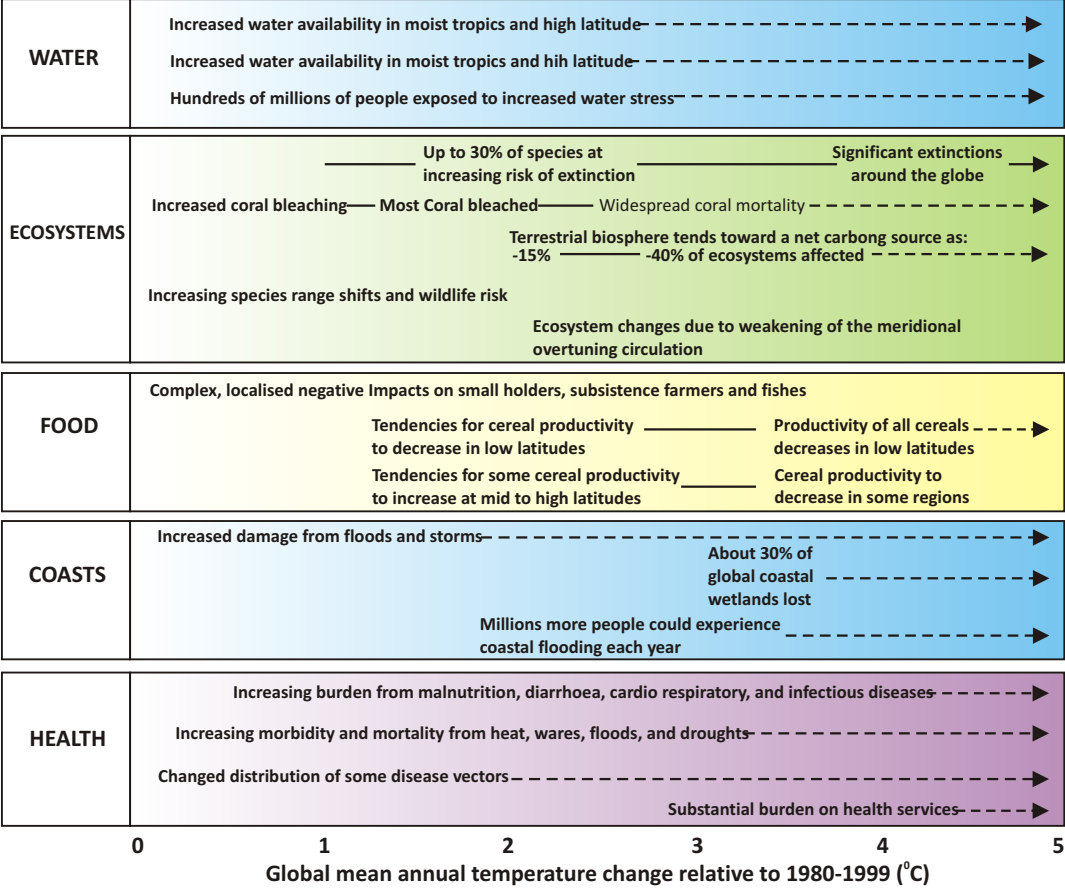 WATER
Increased water availability in moist tropics and high latitude
Increased water availability in moist tropics and hih latitude
Hundreds of millions of people exposed to increased water stress
ECOSYSTEMS
Up to 30% of species at
increasing risk of extinction
Significant extinctions
around the globe
Increased coral bleaching Most Coral bleached Widespread coral mortality
Terrestrial biosphere tends toward a net carbong source as:
-15% -40% of ecosystems affected
Increasing species range shifts and wildlife risk
Ecosystem changes due to weakening of the meridional
overtuning circulation
FOOD
Complex, localised negative Impacts on small holders, subsistence farmers and fishes
Tendencies for cereal productivity
to decrease in low latitudes
Productivity of all cereals
decreases in low latitudes
Tendencies for some cereal productivity
to increase at mid to high latitudes
Cereal productivity to
decrease in some regions
COASTS
Increased damage from floods and storms
About 30% of
global coastal
wetlands lost
Millions more people could experience
coastal flooding each year
HEALTH
Increasing burden from malnutrition, diarrhoea, cardio respiratory, and infectious diseases
Increasing morbidity and mortality from heat, wares, floods, and droughts
Changed distribution of some disease vectors
Substantial burden on health services
0 1 2 3 4 5
Global mean annual temperature change relative to 1980-1999 (⁰C)